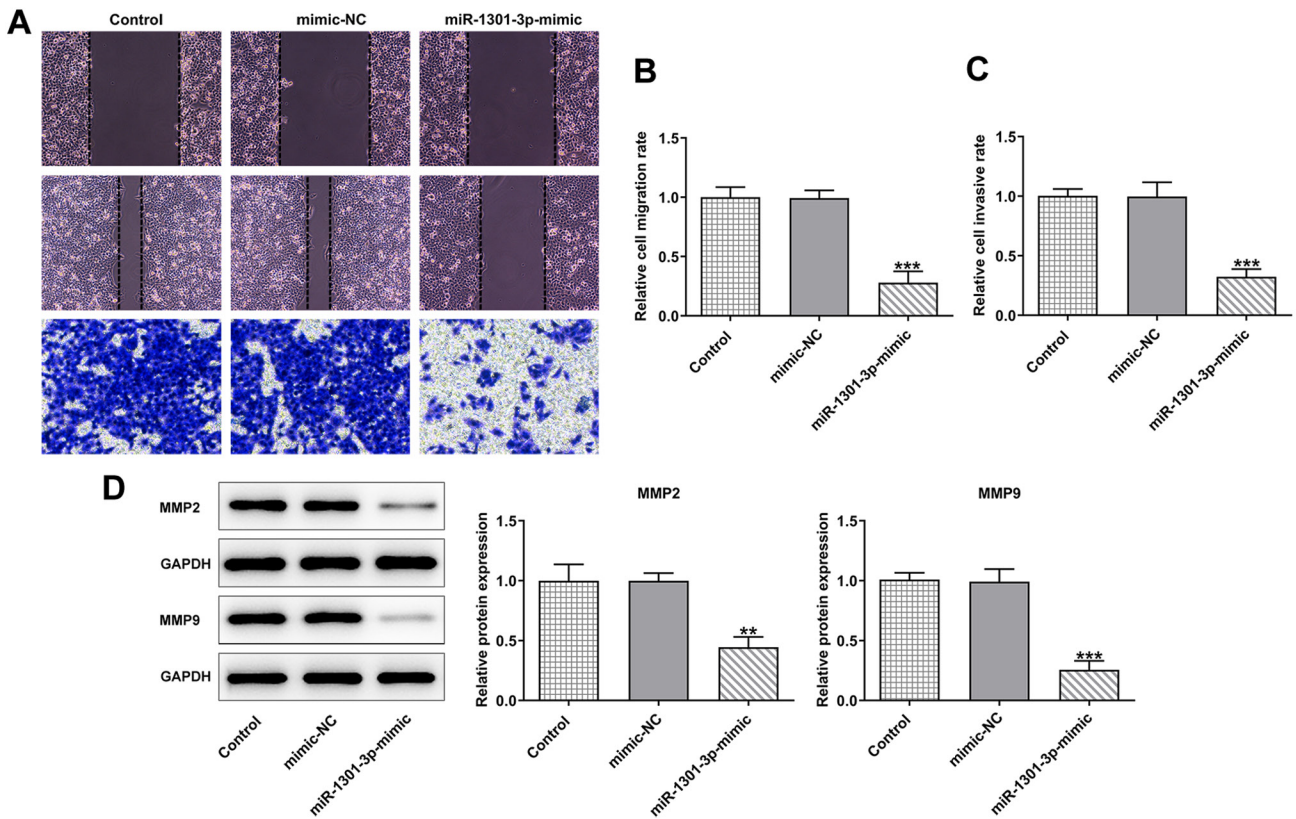 A
Control
mimic-NC
miR-1301-3p-mimic
B
Relative cell migration rate
1.5
1.0
0.5
0.0
***
Control
mimic-NC
miR-1301-3p-mimic
C
Relative cell invasive rate
1.5
1.0
0.5
0.0
***
Control
mimic-NC
miR-1301-3p-mimic
D
MMP2
GAPDH
MMP9
GAPDH
Control
mimic-NC
miR-1301-3p-mimic
MMP2
Relative protein expression
1.5
1.0
0.5
0.0
**
Control
mimic-NC
miR-1301-3p-mimic
MMP9
Relative protein expression
1.5
1.0
0.5
0.0
***
Control
mimic-NC
miR-1301-3p-mimic